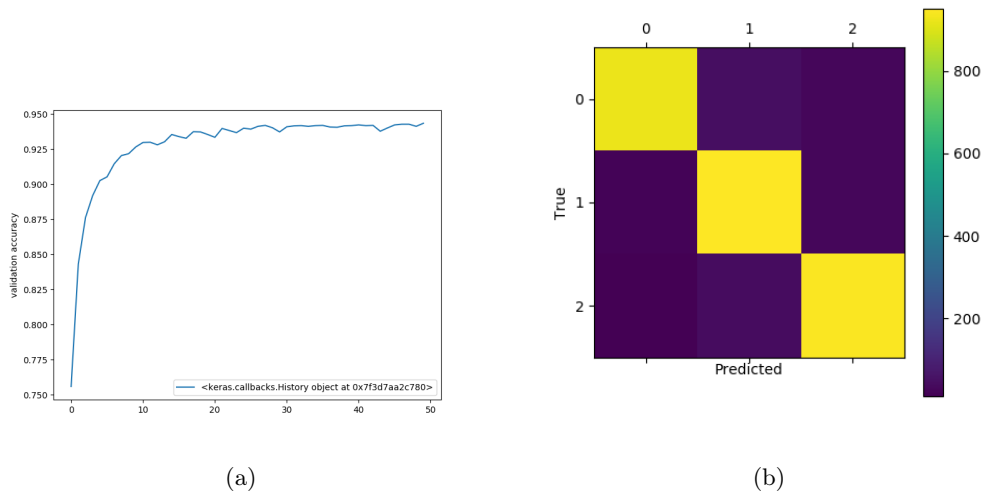 0.950
0.925
0.900
0.875
0.850
0.825
0.800
0.775
0.750
validation accuracy
<keras.callbacks.History object at 0x7f3d7aa2c780>
0 10 20 30 40 50
(a)
0 1 2
0
1
2
True
Predicted
800
600
400
200
(b)